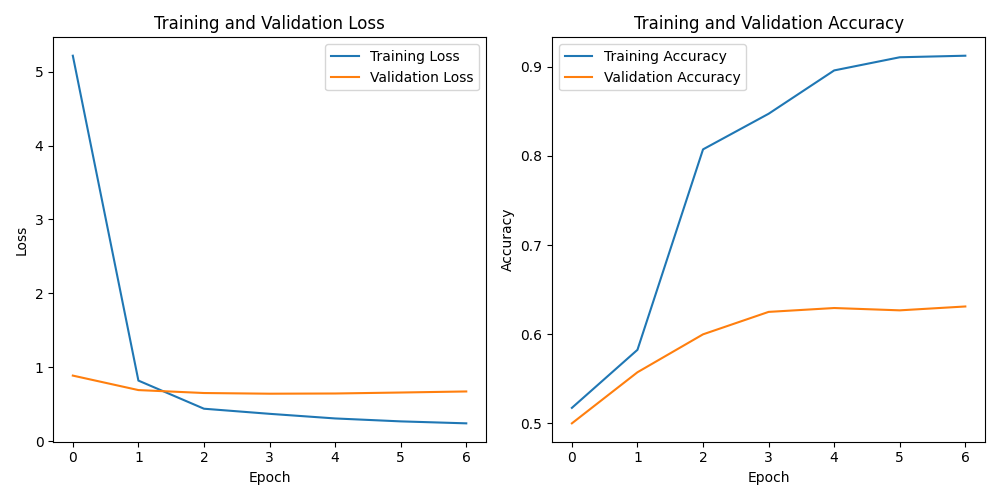 Training and Validation Loss
Training Loss
Validation Loss
5
4
3
2
1
0
Loss
0 1 2 3 4 5 6
Epoch
Training and Validation Accuracy
Training Accuracy
Validation Accuracy
0.9
0.8
0.7
0.6
0.5
Accuracy
0 1 2 3 4 5 6
Epoch